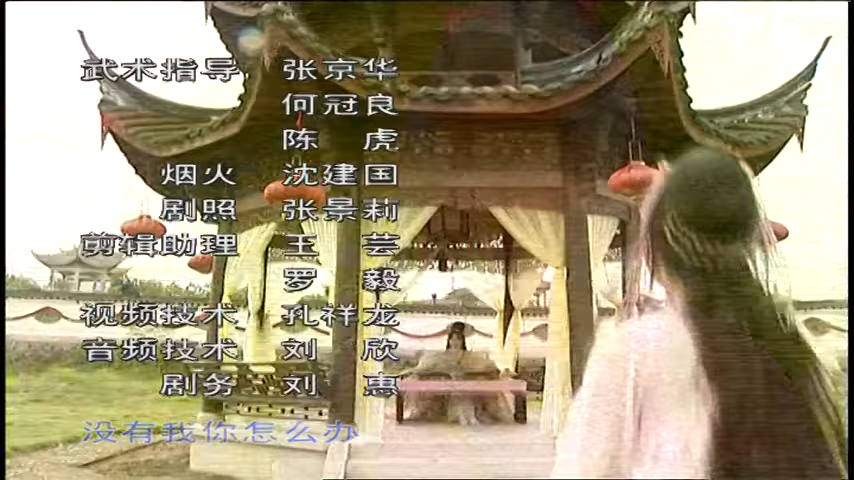 武术指导 张京华
何冠良
陈虎
烟火 沈建国
剧照 张景莉
剪辑助理 王芸
罗毅
视频技术 孔祥龙
音频技术 刘欣
剧务 刘惠
没有我你怎么办